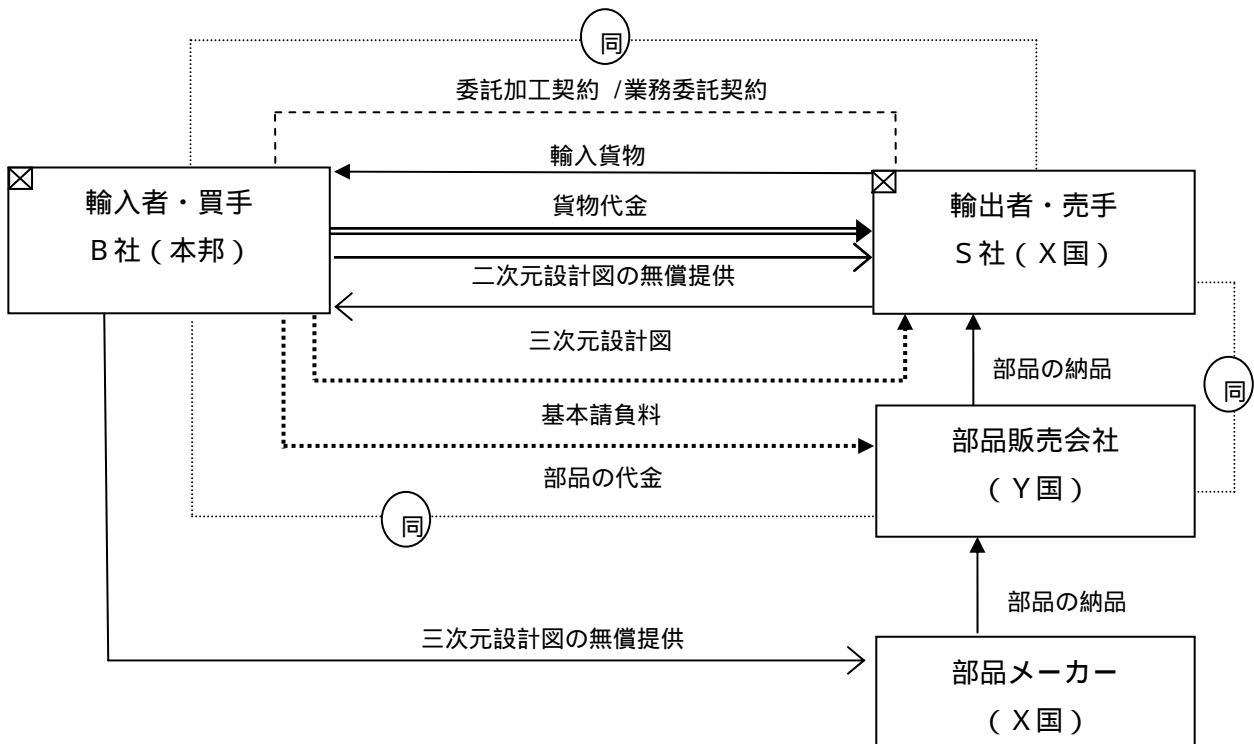 同
委託加工契約 /業務委託契約
輸入貨物
輸入者・買手
B社(本邦)
貨物代金
輸出者・売手
S社(X国)
二次元設計図の無償提供
三次元設計図
部品の納品
同
基本請負料
部品販売会社
(Y国)
部品の代金
同
部品の納品
三次元設計図の無償提供
部品メーカー
(X国)